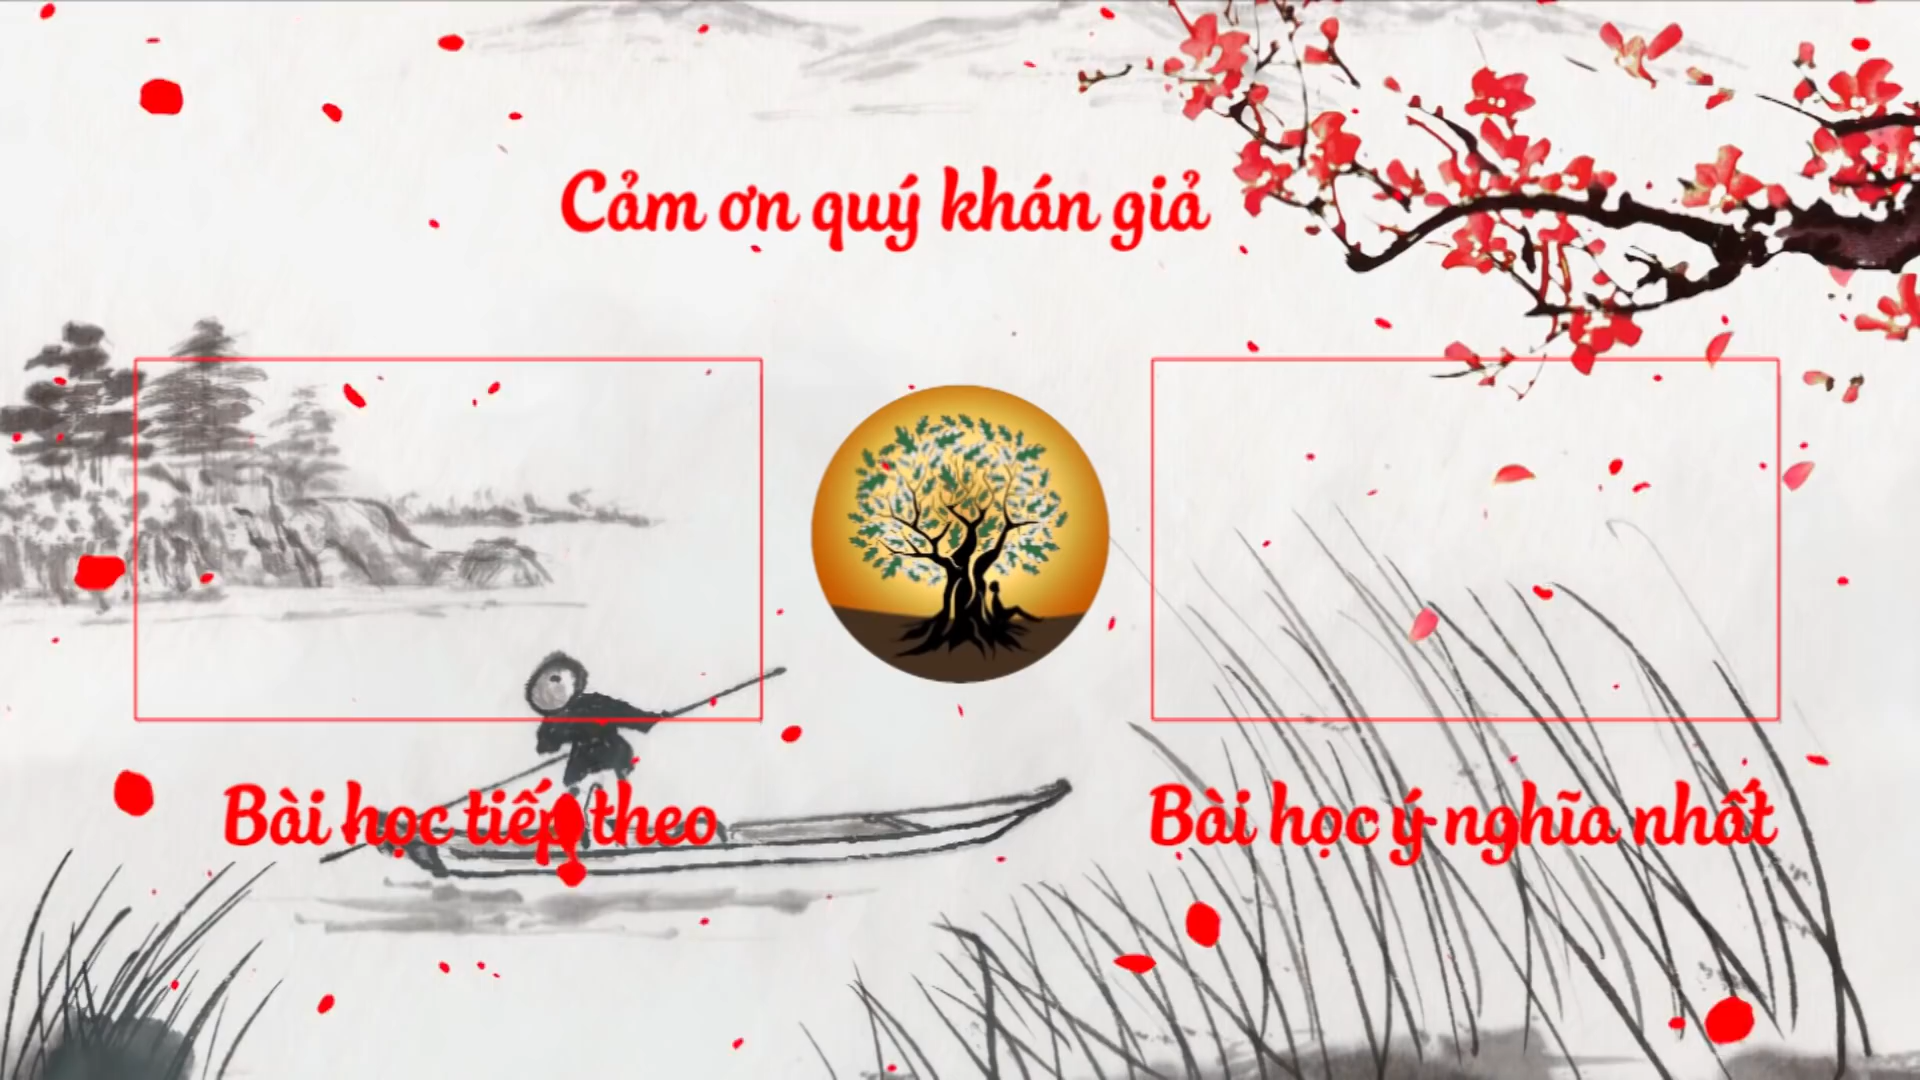 Cảm ơn quý khán giả
Bài học tiếp theo
Bài học ý nghĩa nhất